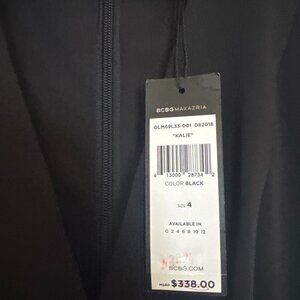 BCBGMAXAZRIA
OLM69L33-001 082018
"KALIE"
6 13000 28734 2
COLOR BLACK
SIZE 4
AVAILABLE IN
0 2 4 6 8 10 12
BCBG.COM
MSRP $338.00